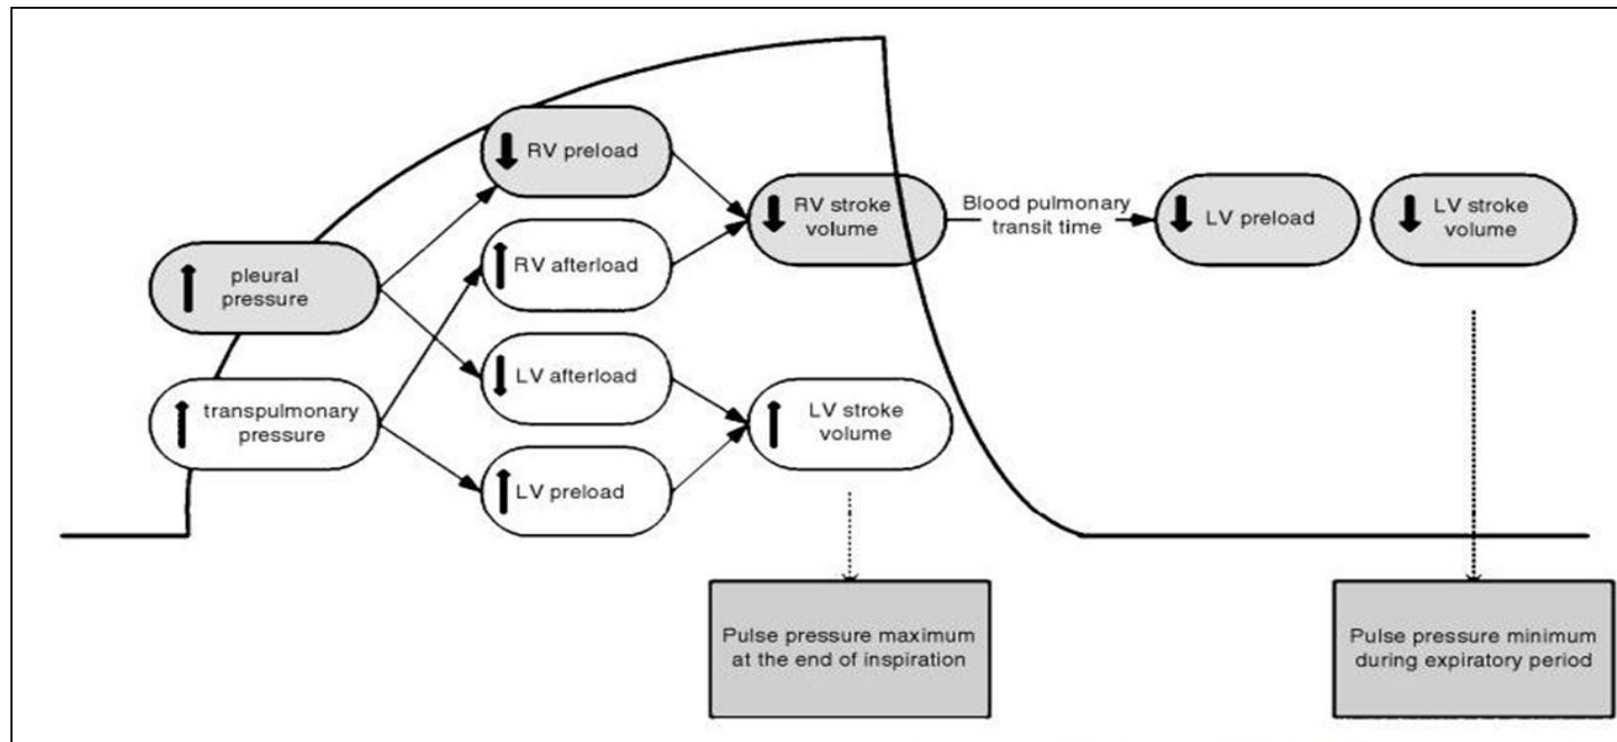 pleural
pressure
transpulmonary
pressure
RV preload
RV afterload
LV afterload
LV preload
RV stroke
volume
LV stroke
volume
Blood pulmonary
transit time
LV preload
LV stroke
volume
Pulse pressure maximum
at the end of inspiration
Pulse pressure minimum
during expiratory period